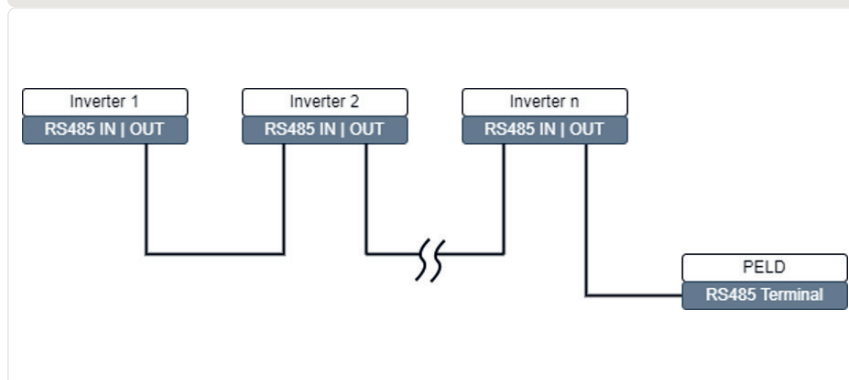 Inverter 1
RS485 IN | OUT
Inverter 2
RS485 IN | OUT
Inverter n
RS485 IN | OUT
PELD
RS485 Terminal